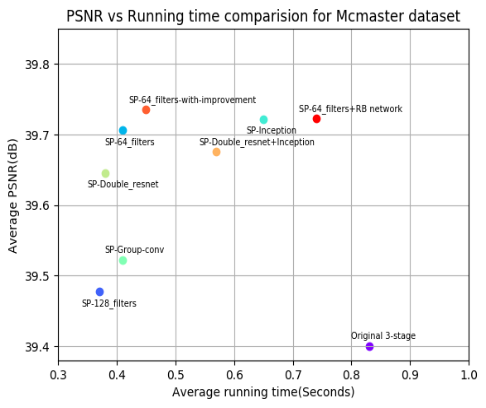 PSNR vs Running time comparision for Mcmaster dataset
Average PSNR(dB)
39.8
39.7
39.6
39.5
39.4
SP-64_filters-with-improvement
SP-64_filters+RB network
SP-Inception
SP-64_filters
SP-Double_resnet+Inception
SP-Double_resnet
SP-Group-conv
SP-128_filters
Original 3-stage
0.3 0.4 0.5 0.6 0.7 0.8 0.9 1.0
Average running time(Seconds)